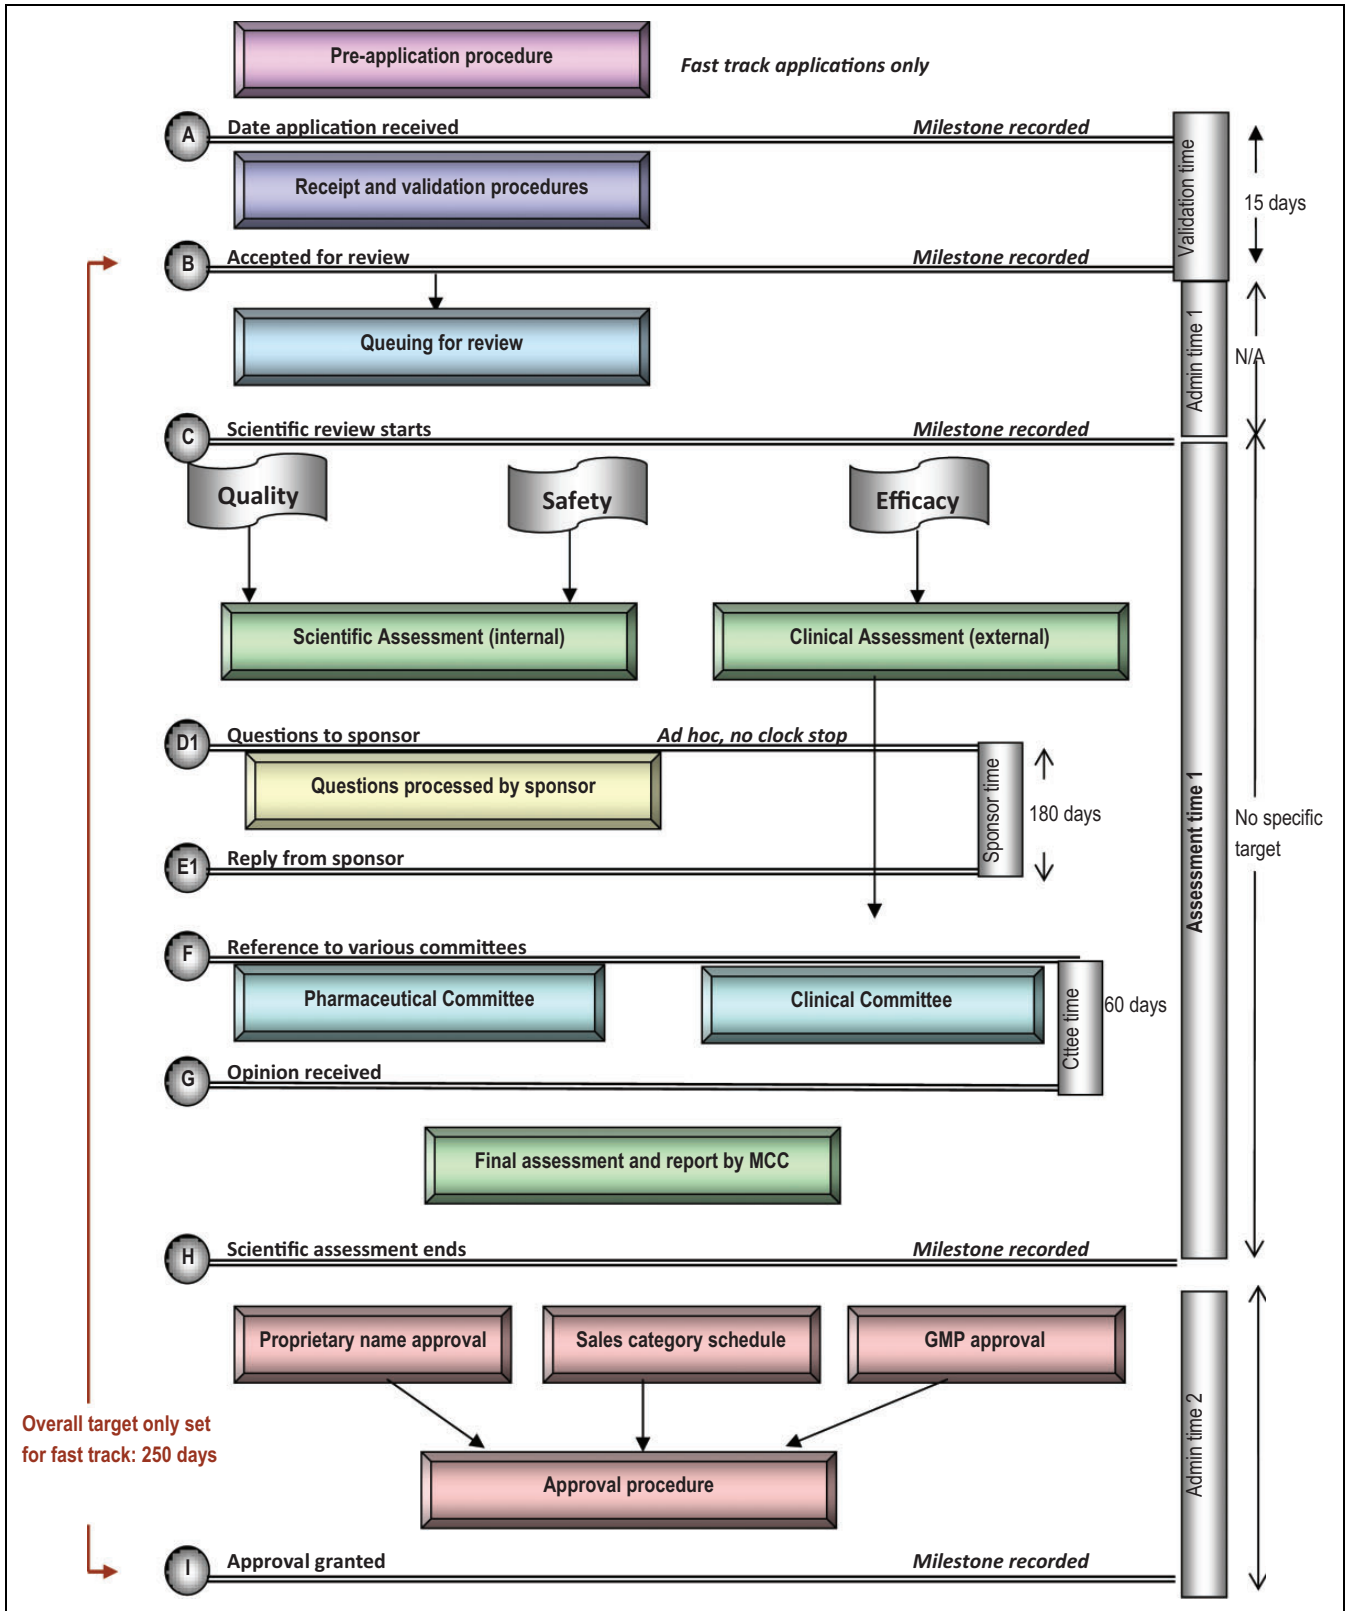 Pre-application procedure
Fast track applications only
A
Date application received
Milestone recorded
Receipt and validation procedures
Validation time
15 days
B
Accepted for review
Milestone recorded
Queuing for review
Admin time 1
N/A
C
Scientific review starts
Milestone recorded
Quality
Safety
Efficacy
Scientific Assessment (internal)
Clinical Assessment (external)
D1
Questions to sponsor
Ad hoc, no clock stop
Questions processed by sponsor
Sponsor time
180 days
E1
Reply from sponsor
Assessment time 1
No specific
target
F
Reference to various committees
Pharmaceutical Committee
Clinical Committee
Cttee time
60 days
G
Opinion received
Final assessment and report by MCC
H
Scientific assessment ends
Milestone recorded
Proprietary name approval
Sales category schedule
GMP approval
Admin time 2
Overall target only set
for fast track: 250 days
Approval procedure
I
Approval granted
Milestone recorded